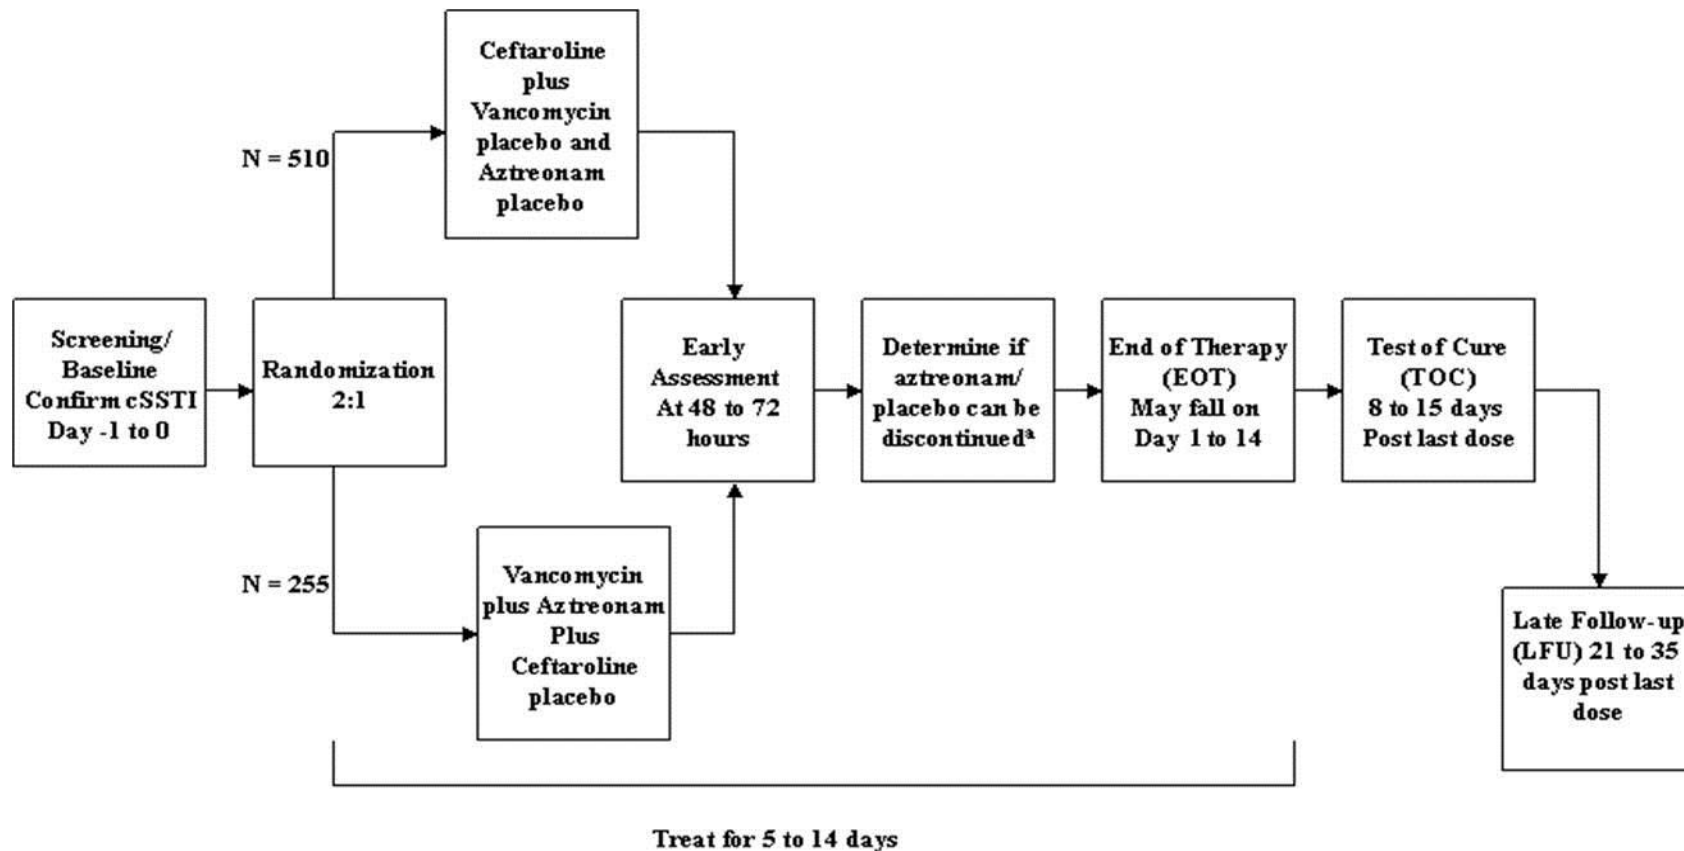 Ceftaroline
plus
Vancomycin
placebo and
Aztreonam
placebo
N = 510
Screening/
Baseline
Confirm cSSTI
Day -1 to 0
Randomization
2:1
Early
Assessment
At 48 to 72
hours
Determine if
aztreonam/
placebo can be
discontinuedª
End of Therapy
(EOT)
May fall on
Day 1 to 14
Test of Cure
(TOC)
8 to 15 days
Post last dose
N = 255
Vancomycin
plus Aztreonam
Plus
Ceftaroline
placebo
Late Follow-up
(LFU) 21 to 35
days post last
dose
Treat for 5 to 14 days